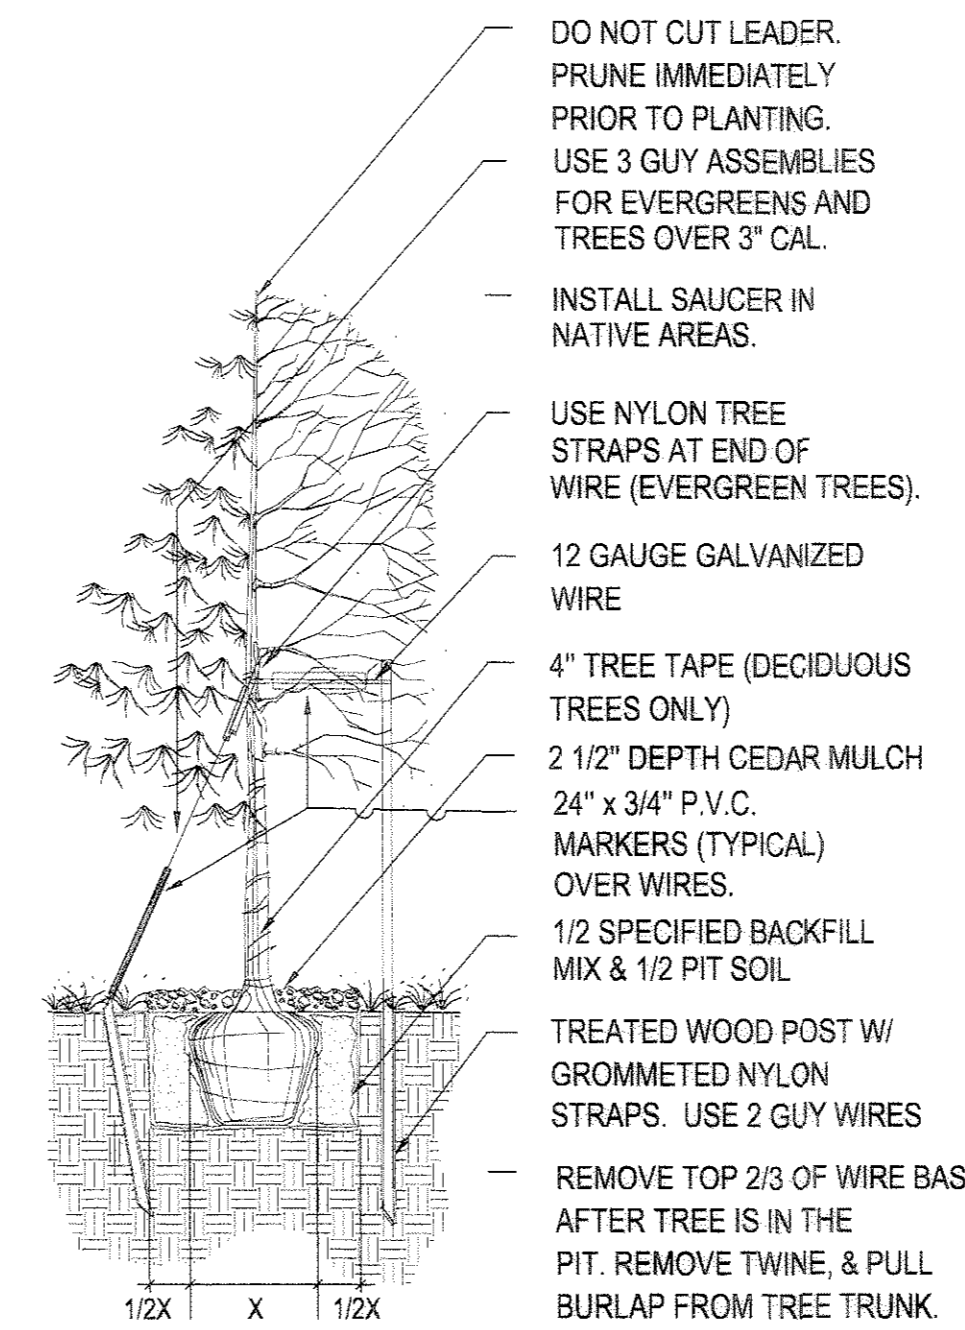 DO NOT CUT LEADER.
PRUNE IMMEDIATELY
PRIOR TO PLANTING.
USE 3 GUY ASSEMBLIES
FOR EVERGREENS AND
TREES OVER 3" CAL.
INSTALL SAUCER IN
NATIVE AREAS.
USE NYLON TREE
STRAPS AT END OF
WIRE (EVERGREEN TREES).
12 GAUGE GALVANIZED
WIRE
4" TREE TAPE (DECIDUOUS
TREES ONLY)
2 1/2" DEPTH CEDAR MULCH
24" x 3/4" P.V.C.
MARKERS (TYPICAL)
OVER WIRES.
1/2 SPECIFIED BACKFILL
MIX & 1/2 PIT SOIL
TREATED WOOD POST W/
GROMMETED NYLON
STRAPS. USE 2 GUY WIRES
REMOVE TOP 2/3 OF WIRE BAS
AFTER TREE IS IN THE
PIT. REMOVE TWINE, & PULL
BURLAP FROM TREE TRUNK.
1/2X X 1/2X